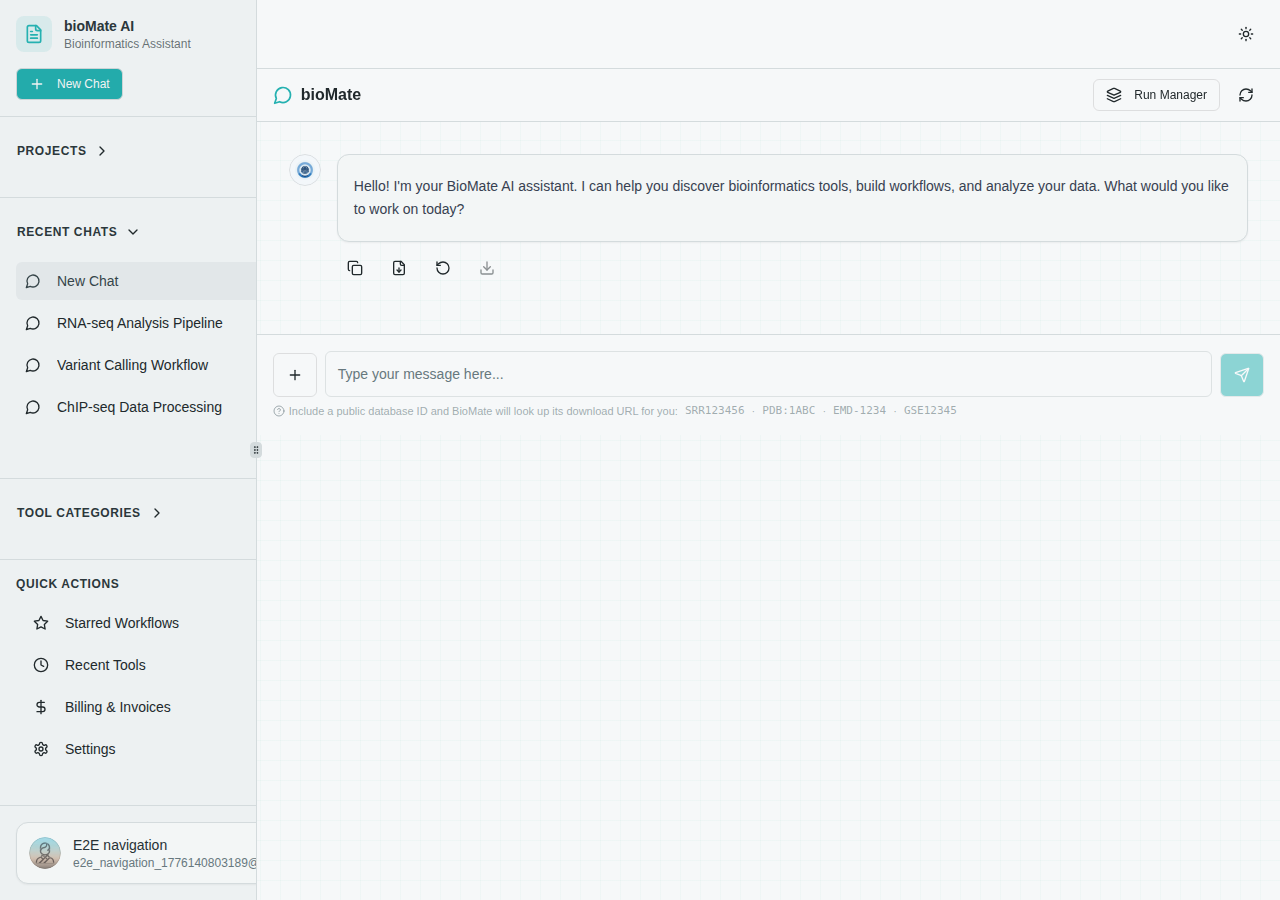 bioMate AI
Bioinformatics Assistant
New Chat
PROJECTS
RECENT CHATS
New Chat
RNA-seq Analysis Pipeline
Variant Calling Workflow
ChIP-seq Data Processing
TOOL CATEGORIES
QUICK ACTIONS
Starred Workflows
Recent Tools
Billing & Invoices
Settings
E2E navigation
e2e_navigation_1776140803189@
bioMate
Run Manager
Hello! I'm your BioMate AI assistant. I can help you discover bioinformatics tools, build workflows, and analyze your data. What would you like
to work on today?
Type your message here...
Include a public database ID and BioMate will look up its download URL for you: SRR123456 · PDB:1ABC · EMD-1234 · GSE12345